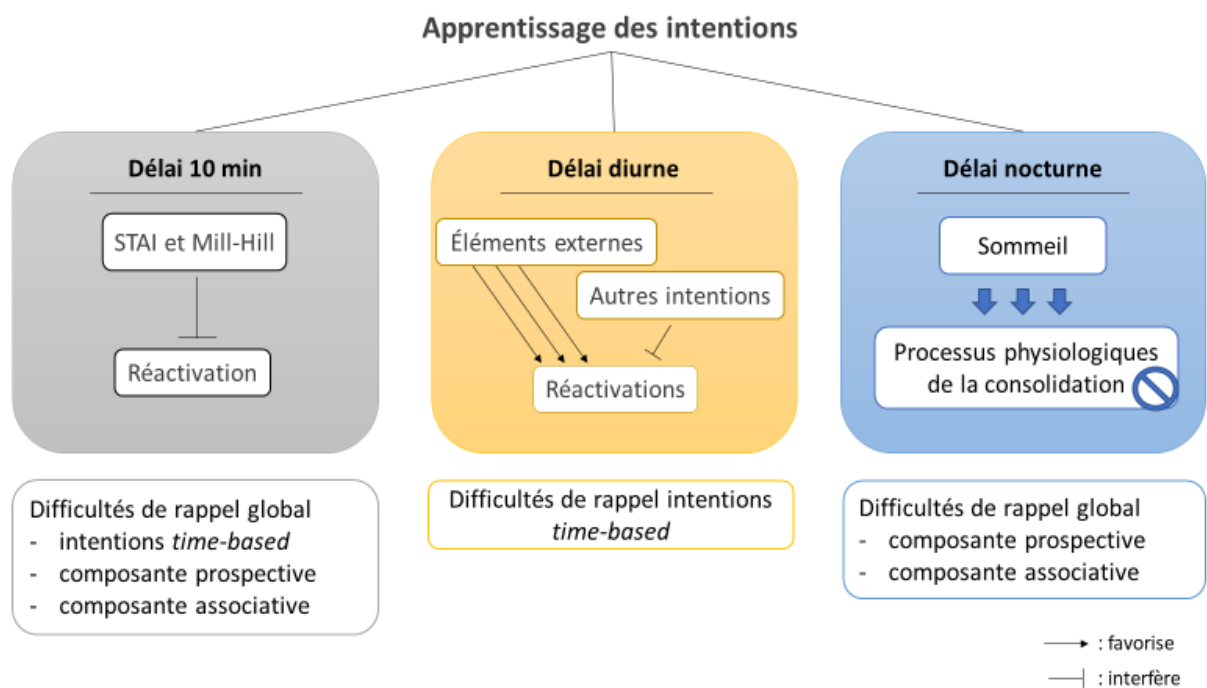 Apprentissage des intentions
Délai 10 min
STAI et Mill-Hill
Réactivation
Difficultés de rappel global
- intentions time-based
- composante prospective
- composante associative
Délai diurne
Éléments externes
Autres intentions
Réactivations
Difficultés de rappel intentions
time-based
Délai nocturne
Sommeil
Processus physiologiques
de la consolidation
Difficultés de rappel global
- composante prospective
- composante associative
: favorise
: interfère